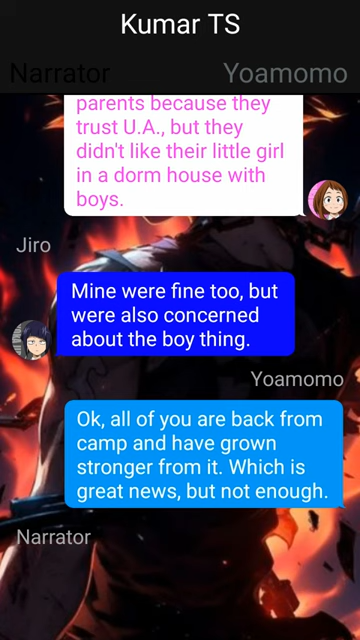 Kumar TS
Narrator
Yoamomo
parents because they
trust U.A., but they
didn't like their little girl
in a dorm house with
boys.
Jiro
Mine were fine too, but
were also concerned
about the boy thing.
Yoamomo
Ok, all of you are back from
camp and have grown
stronger from it. Which is
great news, but not enough.
Narrator